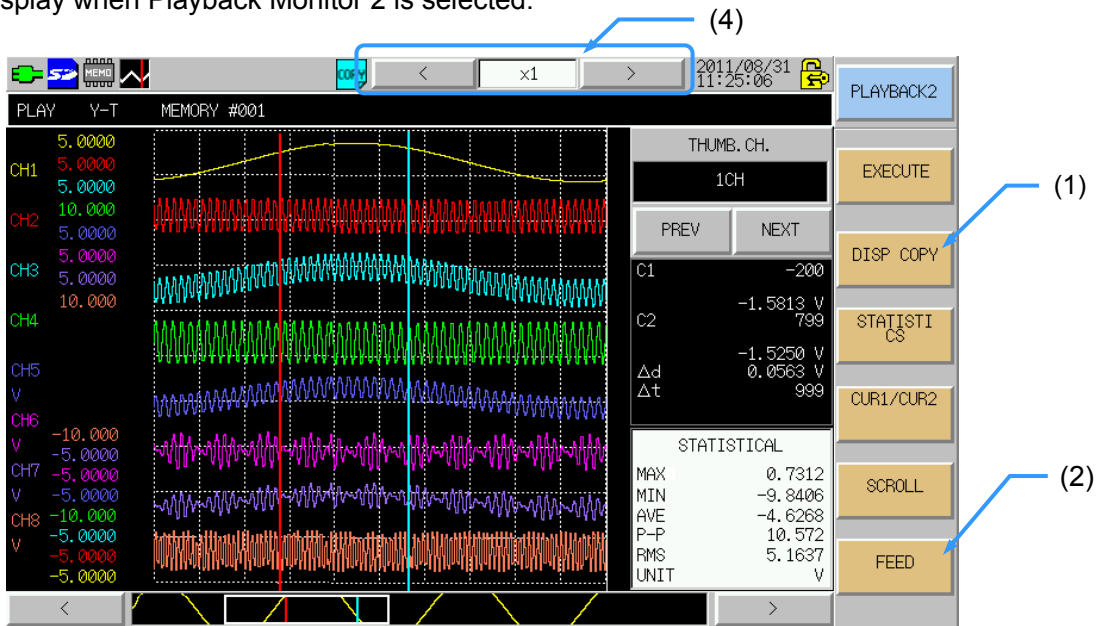 splay when Playback Monitor 2 is selected.
(4)
MEMO
COPY
<
×1
>
2011/08/31
11:25:06
PLAYBACK2
PLAY Y-T MEMORY #001
5.0000
CH1 5.0000
5.0000
CH2 10.000
5.0000
5.0000
CH3 5.0000
10.000
CH4
CH5
V
CH6
V -10.000
-5.0000
CH7 -5.0000
V -5.0000
CH8 -10.000
V -5.0000
-5.0000
-5.0000
THUMB.CH.
1CH
PREV NEXT
C1 -200
-1.5813 V
C2 799
-1.5250 V
Δd 0.0563 V
Δt 999
STATISTICAL
MAX 0.7312
MIN -9.8406
AVE -4.6268
P-P 10.572
RMS 5.1637
UNIT V
EXECUTE
(1)
DISP COPY
STATISTI
CS
CUR1/CUR2
SCROLL
(2)
FEED
<
>